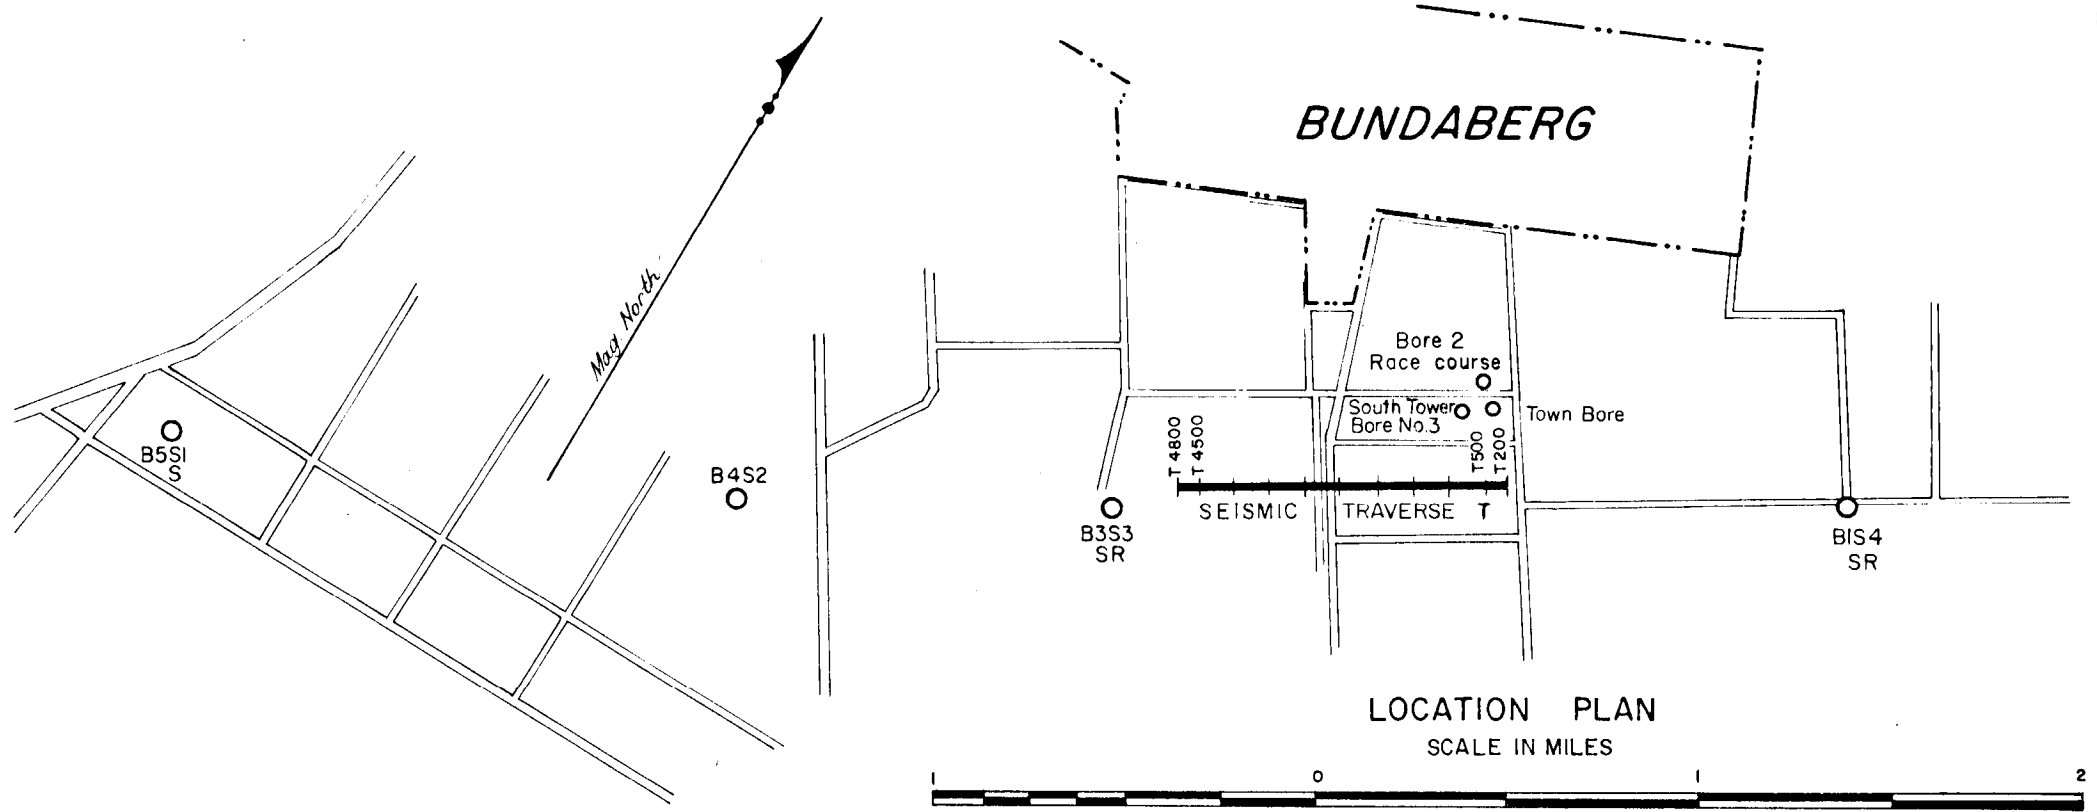 BUNDABERG
Mag. North
Bore 2
Race course
South Tower
Bore No.3
Town Bore
T 4800
T 4500
T500
T200
B5S1
S
B4S2
B3S3
SR
SEISMIC TRAVERSE T
B1S4
SR
LOCATION PLAN
SCALE IN MILES
1 0 1 2